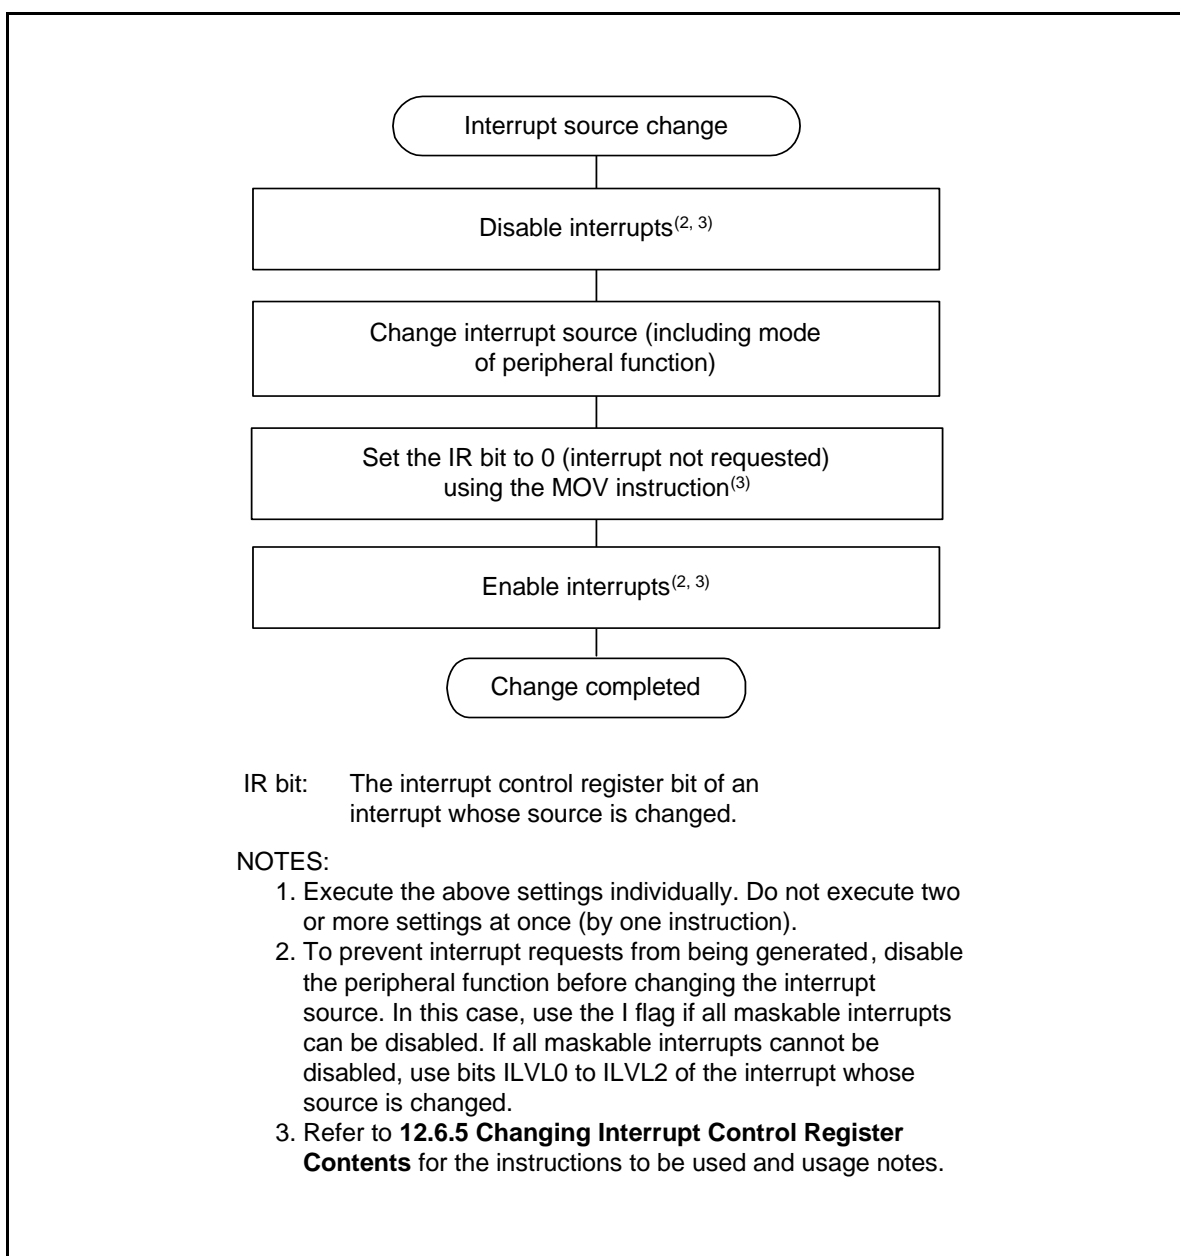 Interrupt source change
Disable interrupts(2, 3)
Change interrupt source (including mode
of peripheral function)
Set the IR bit to 0 (interrupt not requested)
using the MOV instruction(3)
Enable interrupts(2, 3)
Change completed
IR bit: The interrupt control register bit of an
interrupt whose source is changed.
NOTES:
1. Execute the above settings individually. Do not execute two
or more settings at once (by one instruction).
2. To prevent interrupt requests from being generated, disable
the peripheral function before changing the interrupt
source. In this case, use the I flag if all maskable interrupts
can be disabled. If all maskable interrupts cannot be
disabled, use bits ILVL0 to ILVL2 of the interrupt whose
source is changed.
3. Refer to 12.6.5 Changing Interrupt Control Register
Contents for the instructions to be used and usage notes.